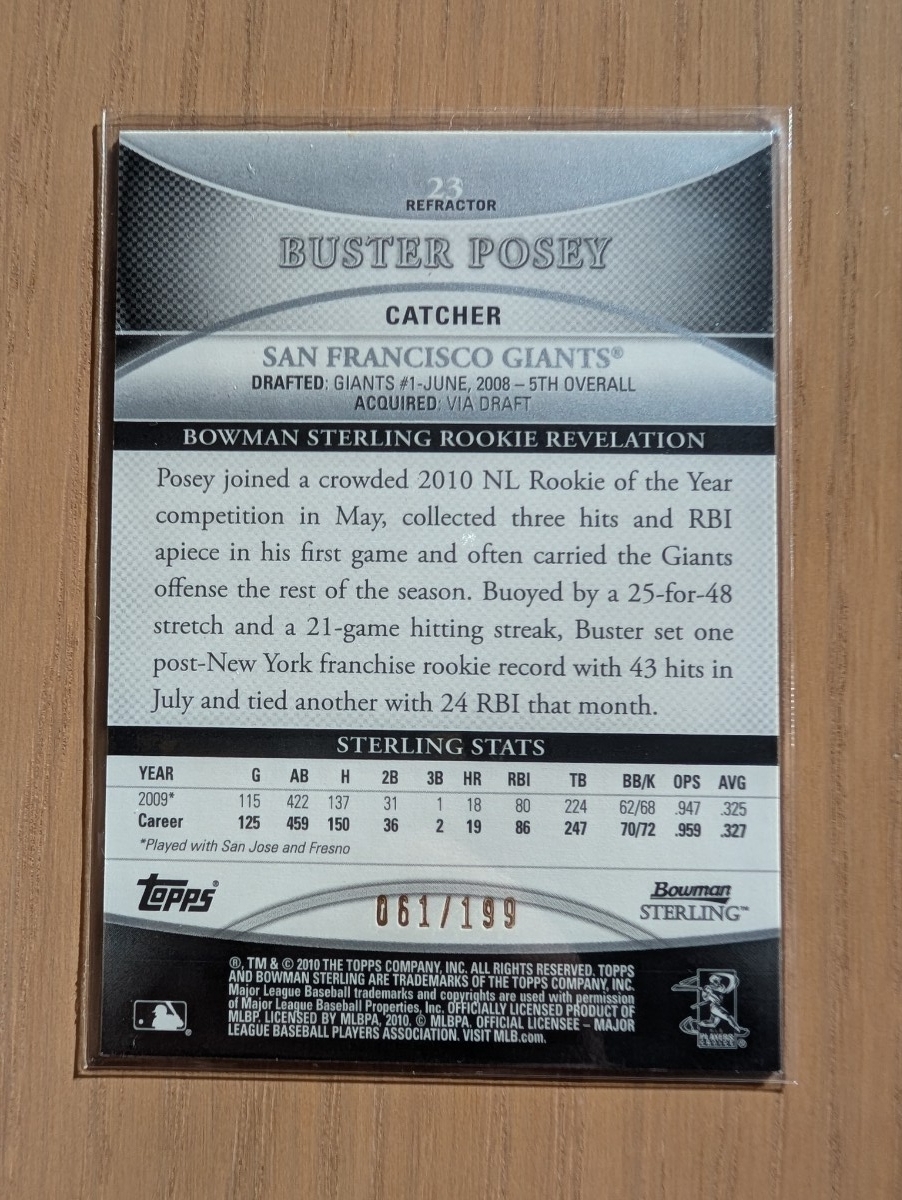 23
REFRACTOR
BUSTER POSEY
CATCHER
SAN FRANCISCO GIANTS®
DRAFTED: GIANTS #1-JUNE, 2008 – 5TH OVERALL
ACQUIRED: VIA DRAFT
BOWMAN STERLING ROOKIE REVELATION
Posey joined a crowded 2010 NL Rookie of the Year
competition in May, collected three hits and RBI
apiece in his first game and often carried the Giants
offense the rest of the season. Buoyed by a 25-for-48
stretch and a 21-game hitting streak, Buster set one
post-New York franchise rookie record with 43 hits in
July and tied another with 24 RBI that month.
STERLING STATS
YEAR G AB H 2B 3B HR RBI TB BB/K OPS AVG
2009* 115 422 137 31 1 18 80 224 62/68 .947 .325
Career 125 459 150 36 2 19 86 247 70/72 .959 .327
*Played with San Jose and Fresno
Topps®
061/199
Bowman
STERLING™
®, TM & © 2010 THE TOPPS COMPANY, INC. ALL RIGHTS RESERVED. TOPPS
AND BOWMAN STERLING ARE TRADEMARKS OF THE TOPPS COMPANY, INC.
Major League Baseball trademarks and copyrights are used with permission
of Major League Baseball Properties, Inc. OFFICIALLY LICENSED PRODUCT OF
MLBP. LICENSED BY MLBPA, 2010. © MLBPA. OFFICIAL LICENSEE – MAJOR
LEAGUE BASEBALL PLAYERS ASSOCIATION. VISIT MLB.com.